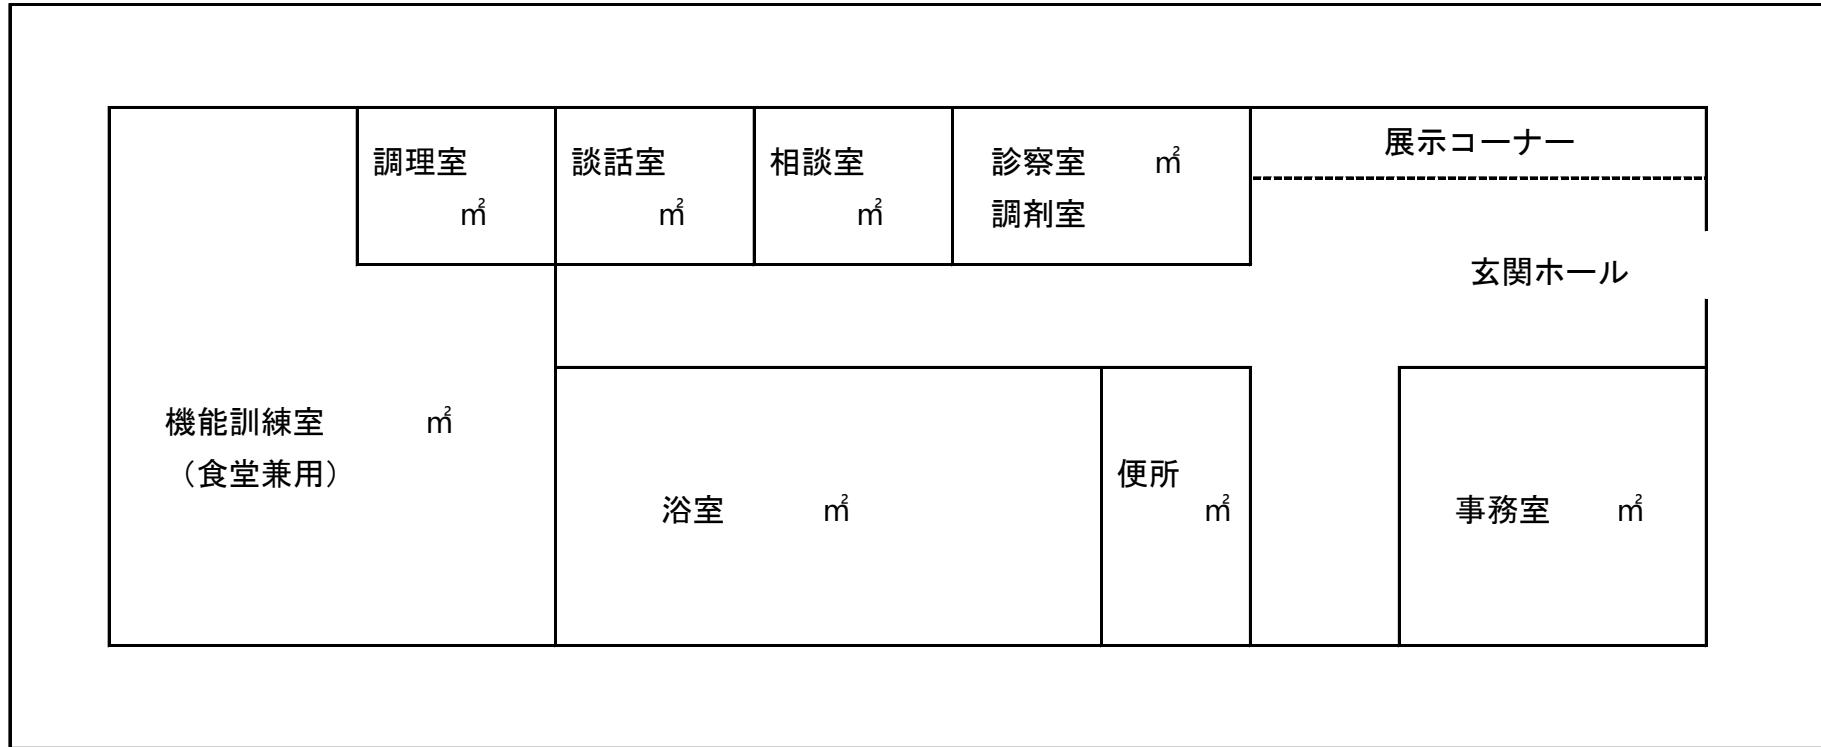 展示コーナー
調理室
㎡
談話室
㎡
相談室
㎡
診察室 ㎡
調剤室
玄関ホール
機能訓練室 ㎡
（食堂兼用）
浴室 ㎡
便所
㎡
事務室 ㎡